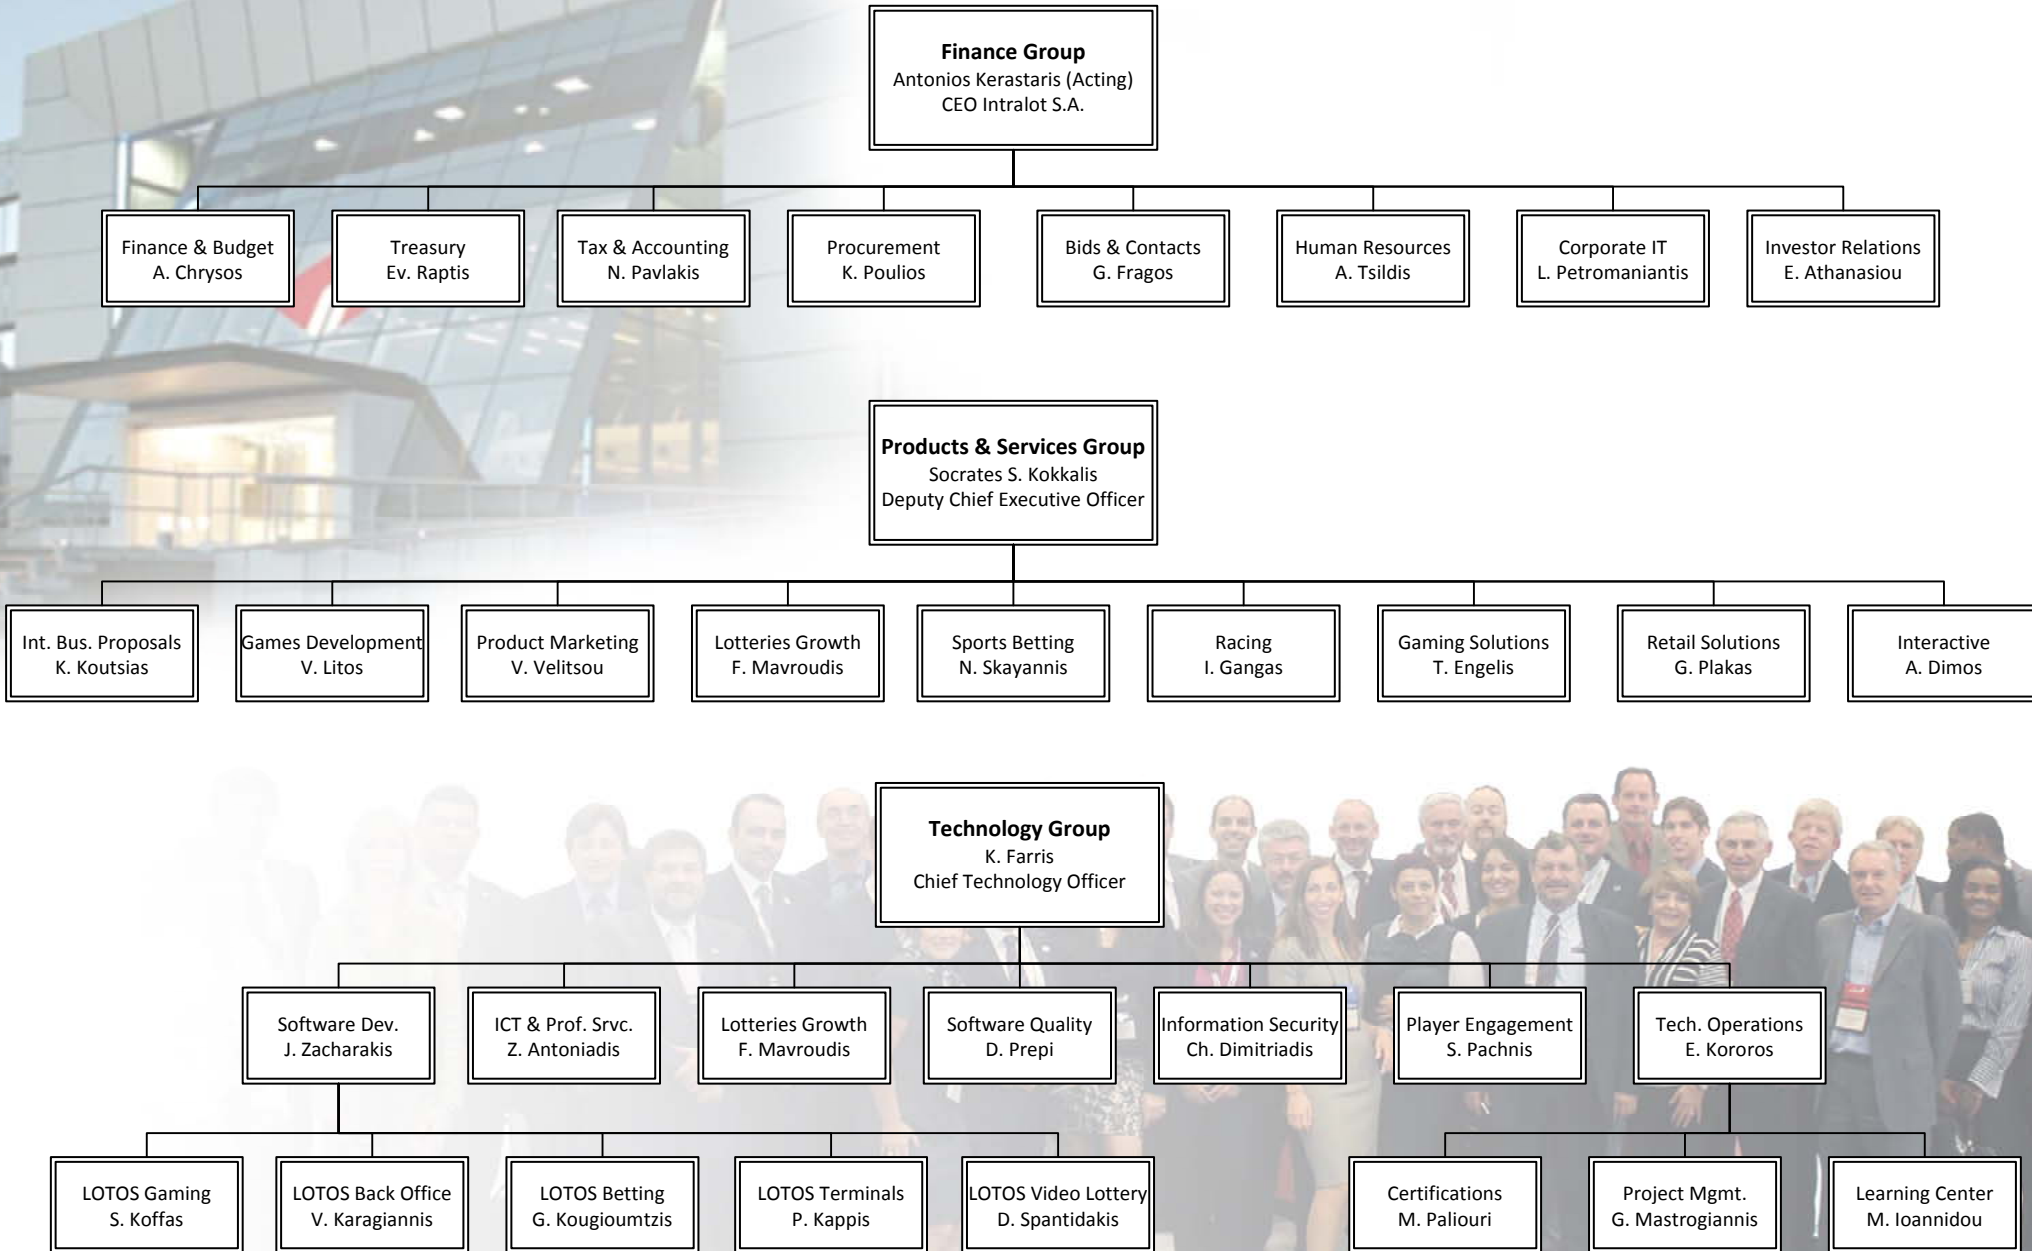 Finance Group
Antonios Kerastaris (Acting)
CEO Intralot S.A.
Finance & Budget
A. Chrysos
Treasury
Ev. Raptis
Tax & Accounting
N. Pavlakis
Procurement
K. Poulios
Bids & Contacts
G. Fragos
Human Resources
A. Tsildis
Corporate IT
L. Petromaniantis
Investor Relations
E. Athanasiou
Products & Services Group
Socrates S. Kokkalis
Deputy Chief Executive Officer
Int. Bus. Proposals
K. Koutsias
Games Development
V. Litos
Product Marketing
V. Velitsou
Lotteries Growth
F. Mavroudis
Sports Betting
N. Skayannis
Racing
I. Gangas
Gaming Solutions
T. Engelis
Retail Solutions
G. Plakas
Interactive
A. Dimos
Technology Group
K. Farris
Chief Technology Officer
Software Dev.
J. Zacharakis
ICT & Prof. Srvc.
Z. Antoniadis
Lotteries Growth
F. Mavroudis
Software Quality
D. Prepi
Information Security
Ch. Dimitriadis
Player Engagement
S. Pachnis
Tech. Operations
E. Kororos
LOTOS Gaming
S. Koffas
LOTOS Back Office
V. Karagiannis
LOTOS Betting
G. Kougioumtzis
LOTOS Terminals
P. Kappis
LOTOS Video Lottery
D. Spantidakis
Certifications
M. Paliouri
Project Mgmt.
G. Mastrogiannis
Learning Center
M. Ioannidou